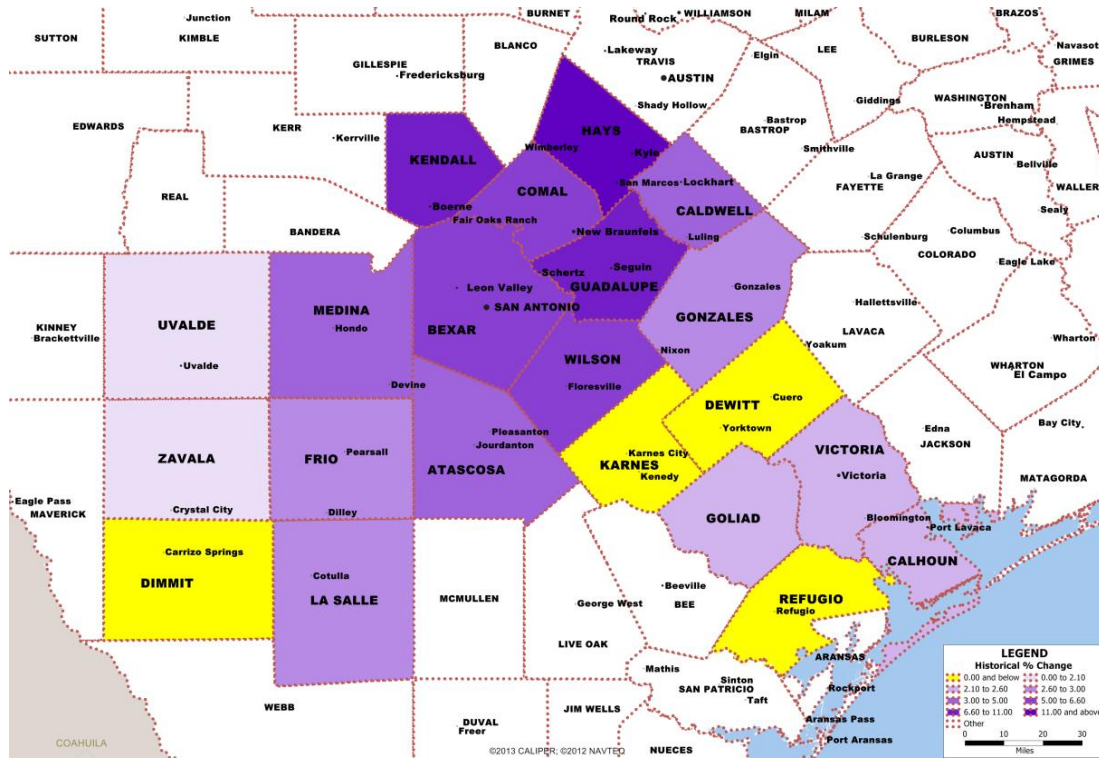 BURNET
WILLIAMSON
MILAM
BRAZOS
Junction
Round Rock
SUTTON
KIMBLE
BLANCO
Lakeway
TRAVIS
Elgin
LEE
BURLESON
Navasot
GRIMES
GILLESPIE
Fredericksburg
AUSTIN
Giddings
WASHINGTON
Brenham
Hempstead
Shady Hollow
Bastrop
BASTROP
EDWARDS
KERR
Kerrville
HAYS
Wimberley
Kyle
Smithville
AUSTIN
Bellville
KENDALL
La Grange
FAYETTE
WALLER
REAL
COMAL
San Marcos
Lockhart
CALDWELL
Boerne
Fair Oaks Ranch
Sealy
BANDERA
New Braunfels
Luling
Schulenburg
Columbus
COLORADO
Eagle Lake
Schertz
Seguin
GUADALUPE
Leon Valley
SAN ANTONIO
Gonzales
GONZALES
Hallettsville
KINNEY
Brackettville
UVALDE
MEDINA
Hondo
BEXAR
LAVACA
Yoakum
Wharton
WHARTON
El Campo
Uvalde
Devine
WILSON
Floresville
Nixon
DEWITT
Cuero
Yorktown
Edna
JACKSON
Bay City
ZAVALA
FRIO
Pearsall
Pleasanton
Jourdanton
ATASCOSA
KARNES
Karnes City
Kenedy
VICTORIA
Victoria
MATAGORDA
Eagle Pass
MAVERICK
Crystal City
Dilley
GOLIAD
Bloomington
Port Lavaca
CALHOUN
Carrizo Springs
DIMMIT
Cotulla
LA SALLE
MCMULLEN
George West
Beeville
BEE
REFUGIO
Refugio
LIVE OAK
ARANSAS
Mathis
Sinton
SAN PATRICIO
Taft
Rockport
WEBB
DUVAL
Freer
JIM WELLS
Aransas Pass
Port Aransas
NUECES
COAHUILA
©2013 CALIPER; ©2012 NAVTEQ
LEGEND
Historical % Change
0.00 and below 0.00 to 2.10
2.10 to 2.60 2.60 to 3.00
3.00 to 5.00 5.00 to 6.60
6.60 to 11.00 11.00 and above
Other
0 10 20 30
Miles